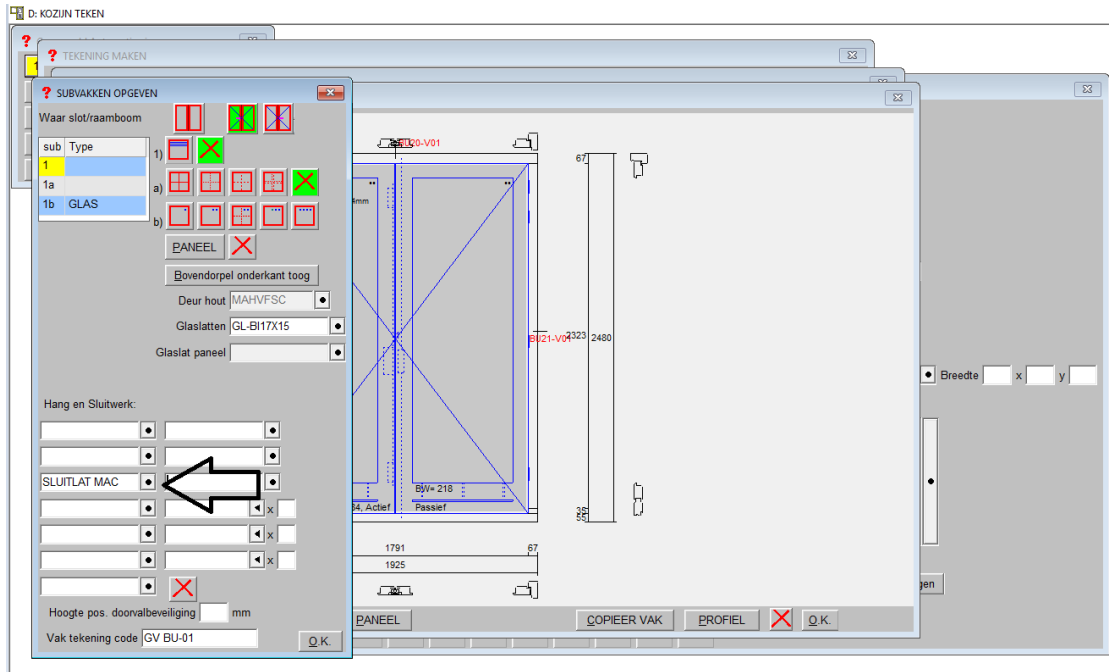 D: KOZIJN TEKEN
?
? TEKENING MAKEN
? SUBVAKKEN OPGEVEN
Waar slot/raamboom
sub Type
1
1a
1b GLAS
1)
a)
b)
PANEEL
Bovendorpel onderkant toog
Deur hout MAHVFSC
Glaslatten GL-BI17X15
Glaslat paneel
Hang en Sluitwerk:
SLUITLAT MAC
x
x
x
Hoogte pos. doorvalbeveiliging mm
Vak tekening code GV BU-01
O.K.
BU20-V01
67
4mm
BU21-V01
2323 2480
BW= 218
64, Actief Passief
35
55
1791 67
1925
PANEEL COPIEER VAK PROFIEL O.K.
Breedte x y
gen